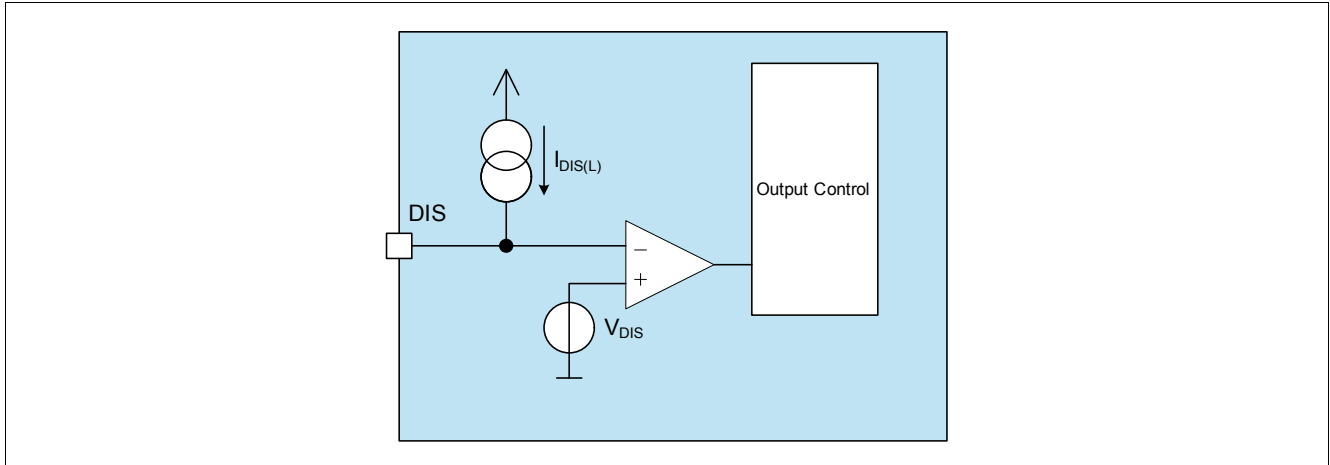 I_DIS(L)
DIS
Output Control
−
+
V_DIS